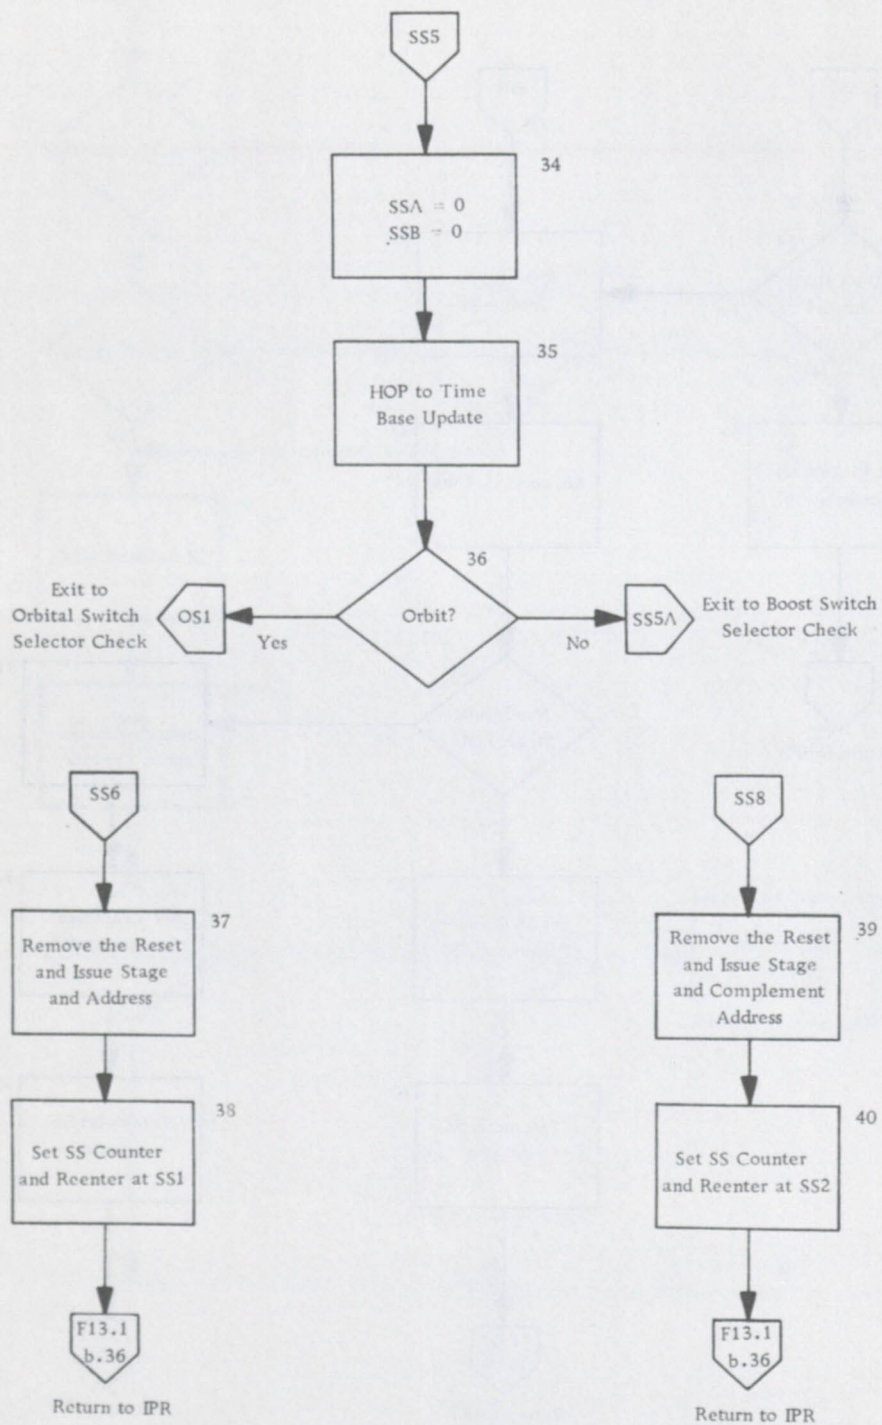 SS5
34
SSA = 0
SSB = 0
35
HOP to Time
Base Update
36
Orbit?
Yes
No
OS1
Exit to
Orbital Switch
Selector Check
SS5A
Exit to Boost Switch
Selector Check
SS6
37
Remove the Reset
and Issue Stage
and Address
38
Set SS Counter
and Reenter at SS1
F13.1
b.36
Return to IPR
SS8
39
Remove the Reset
and Issue Stage
and Complement
Address
40
Set SS Counter
and Reenter at SS2
F13.1
b.36
Return to IPR